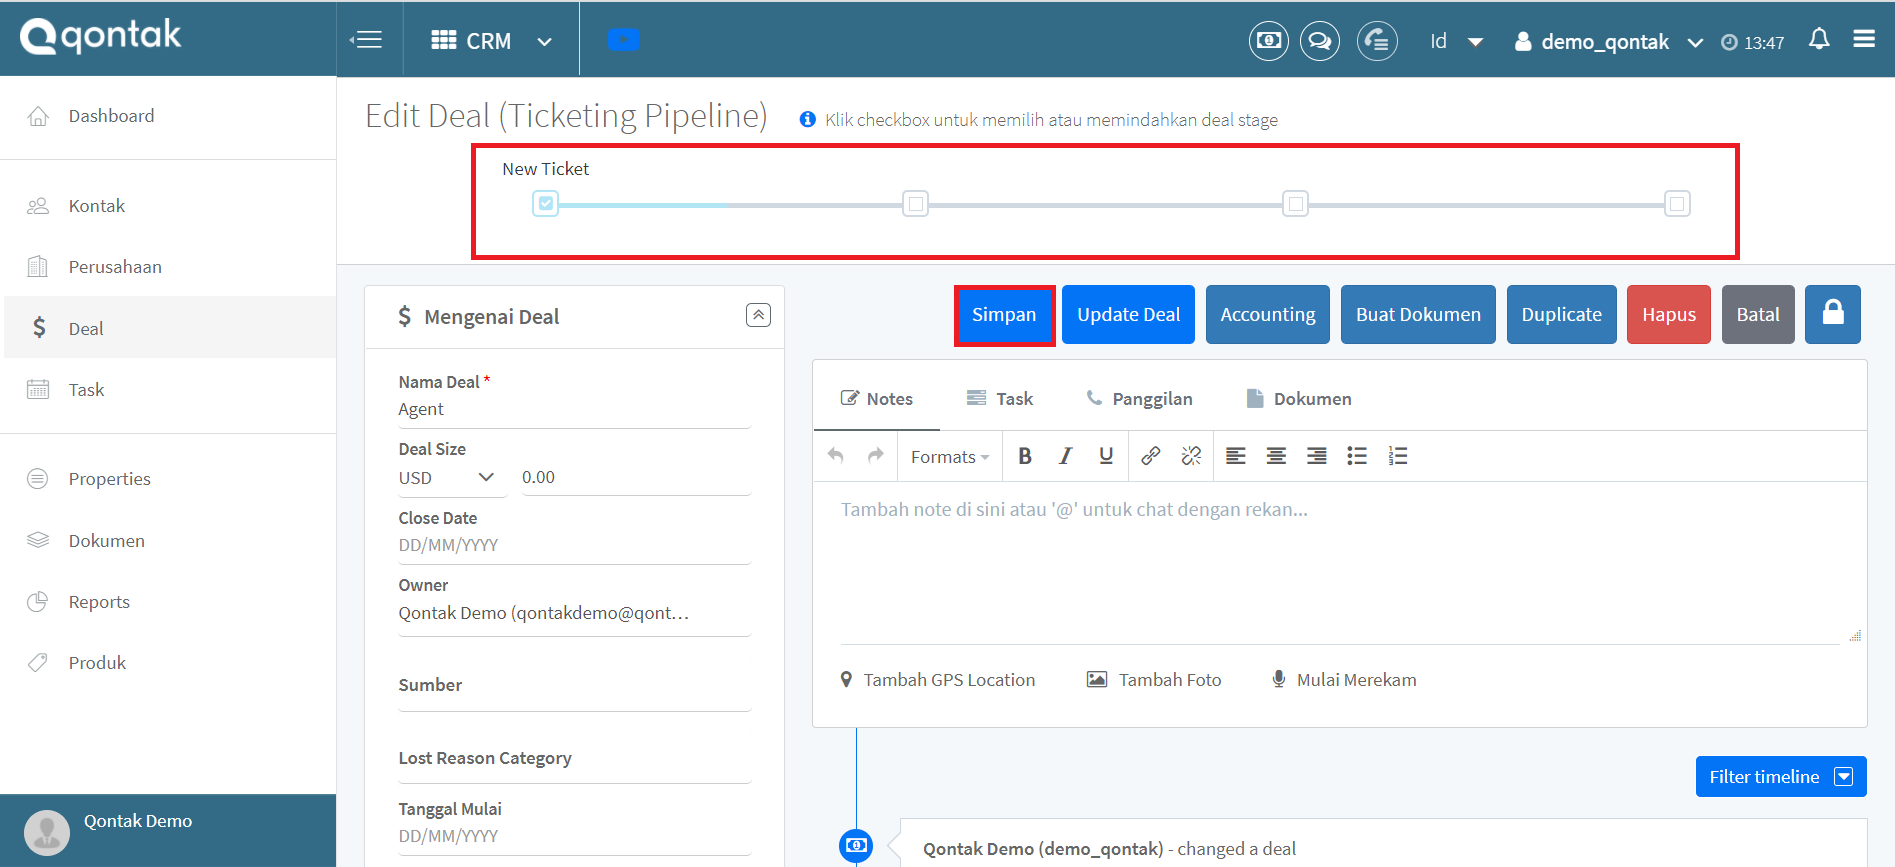 qontak
CRM
Id
demo_qontak
13:47
Dashboard
Kontak
Perusahaan
Deal
Task
Properties
Dokumen
Reports
Produk
Qontak Demo
Edit Deal (Ticketing Pipeline)
Klik checkbox untuk memilih atau memindahkan deal stage
New Ticket
Mengenai Deal
Nama Deal *
Agent
Deal Size
USD
0.00
Close Date
DD/MM/YYYY
Owner
Qontak Demo (qontakdemo@qont...
Sumber
Lost Reason Category
Tanggal Mulai
DD/MM/YYYY
Simpan
Update Deal
Accounting
Buat Dokumen
Duplicate
Hapus
Batal
Notes
Task
Panggilan
Dokumen
Formats
B I U
Tambah note di sini atau '@' untuk chat dengan rekan...
Tambah GPS Location
Tambah Foto
Mulai Merekam
Filter timeline
Qontak Demo (demo_qontak) - changed a deal